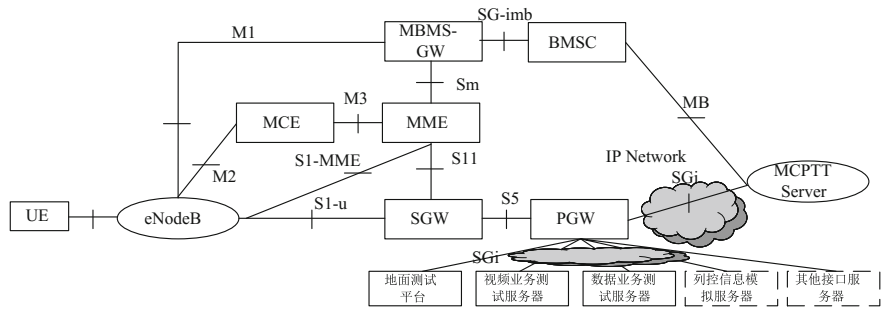 M1
MBMS-
GW
SG-imb
BMSC
Sm
MB
MCE
M3
MME
M2
S1-MME
S11
IP Network
SGi
MCPTT
Server
UE
eNodeB
S1-u
SGW
S5
PGW
SGi
地面测试
平台
视频业务测
试服务器
数据业务测
试服务器
列控信息模
拟服务器
其他接口服
务器